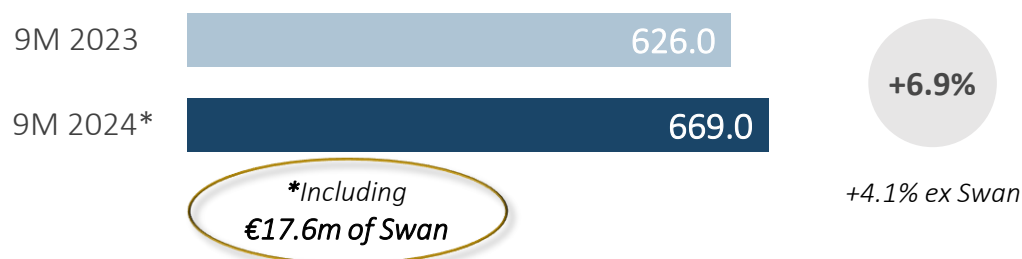 9M 2023
626.0
+6.9%
9M 2024*
669.0
*Including
€17.6m of Swan
+4.1% ex Swan